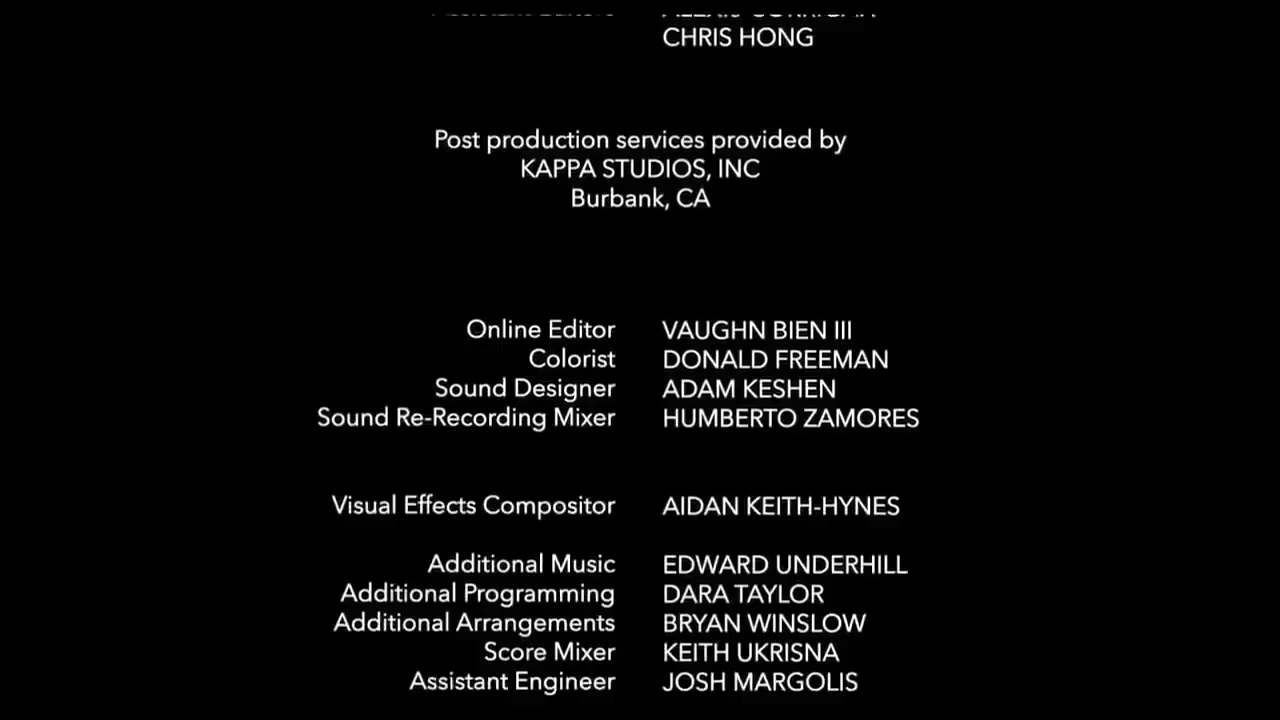 CHRIS HONG
Post production services provided by
KAPPA STUDIOS, INC
Burbank, CA
Online Editor VAUGHN BIEN III
Colorist DONALD FREEMAN
Sound Designer ADAM KESHEN
Sound Re-Recording Mixer HUMBERTO ZAMORES
Visual Effects Compositor AIDAN KEITH-HYNES
Additional Music EDWARD UNDERHILL
Additional Programming DARA TAYLOR
Additional Arrangements BRYAN WINSLOW
Score Mixer KEITH UKRISNA
Assistant Engineer JOSH MARGOLIS